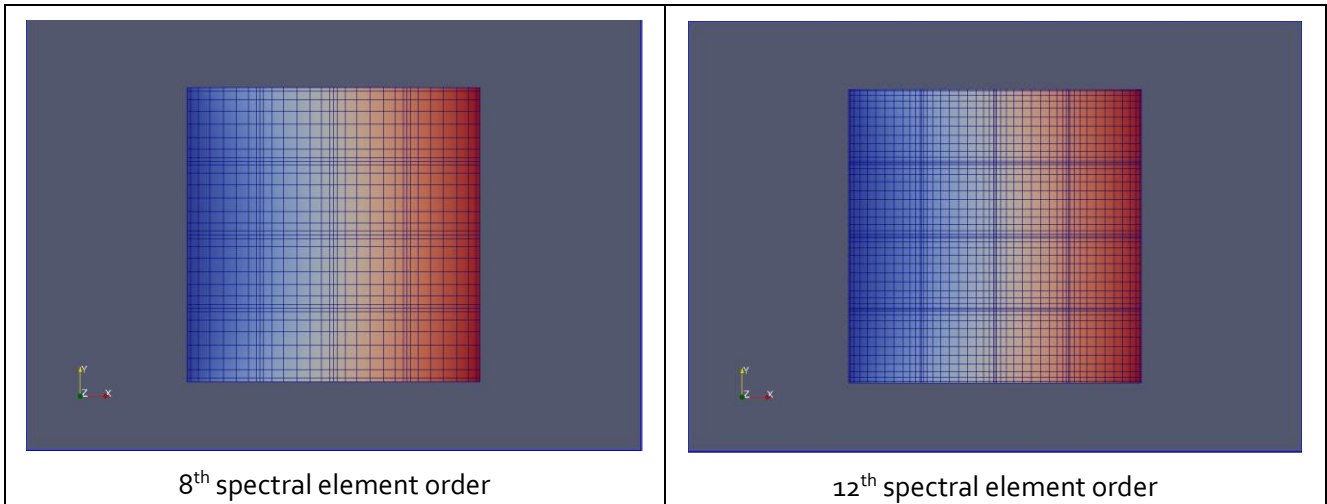 Y
Z X
Y
Z X
8th spectral element order
12th spectral element order